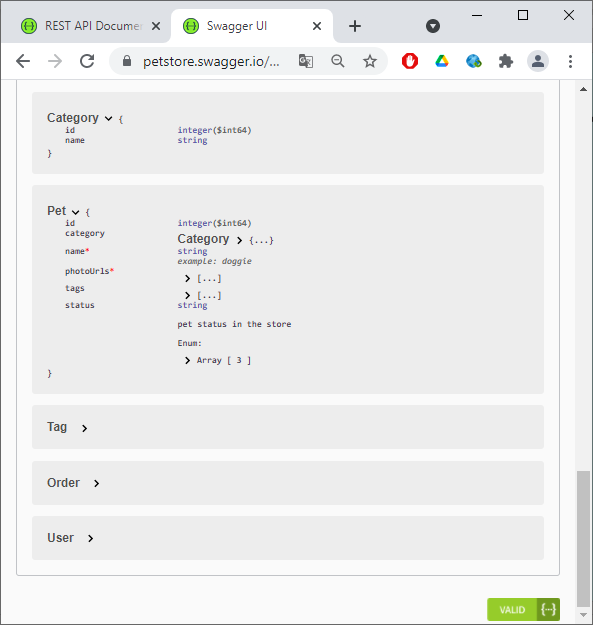 REST API Documen
Swagger UI
petstore.swagger.io/...
Category {
id integer($int64)
name string
}
Pet {
id integer($int64)
category Category {...}
name* string
example: doggie
photoUrls* [...]
tags [...]
status string
pet status in the store
Enum:
Array [ 3 ]
}
Tag
Order
User
VALID {··}